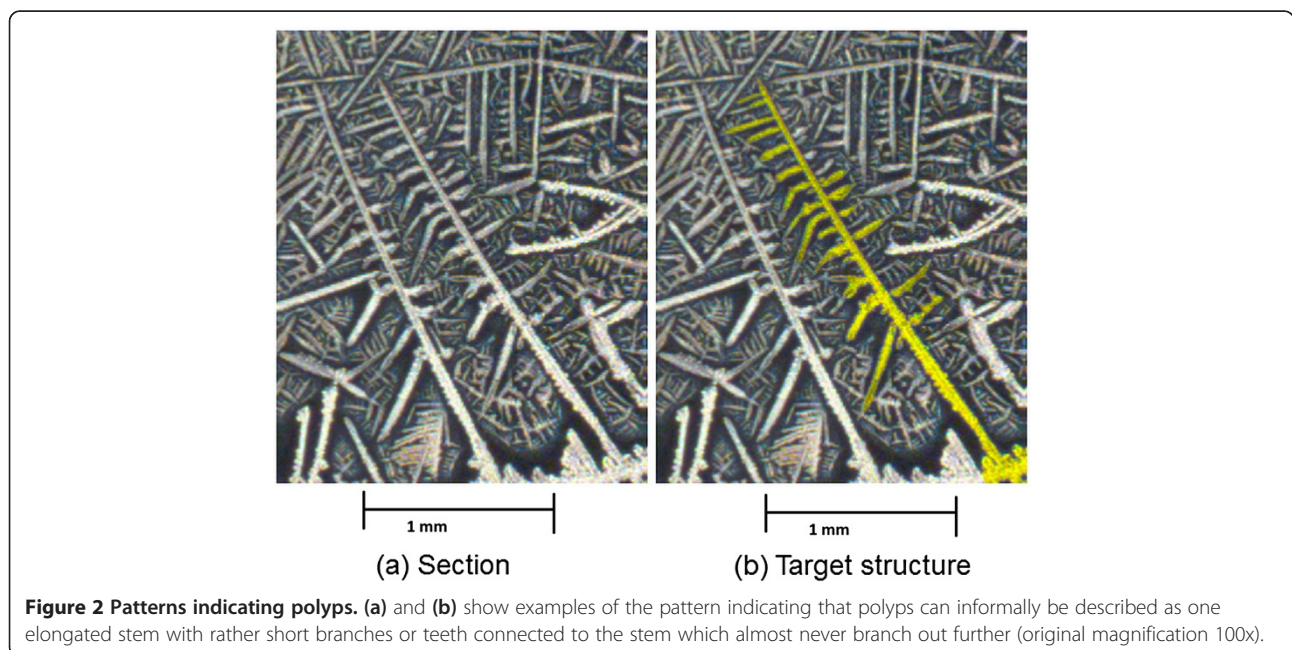 1 mm
1 mm
(a) Section
(b) Target structure
Figure 2 Patterns indicating polyps. (a) and (b) show examples of the pattern indicating that polyps can informally be described as one
elongated stem with rather short branches or teeth connected to the stem which almost never branch out further (original magnification 100x).